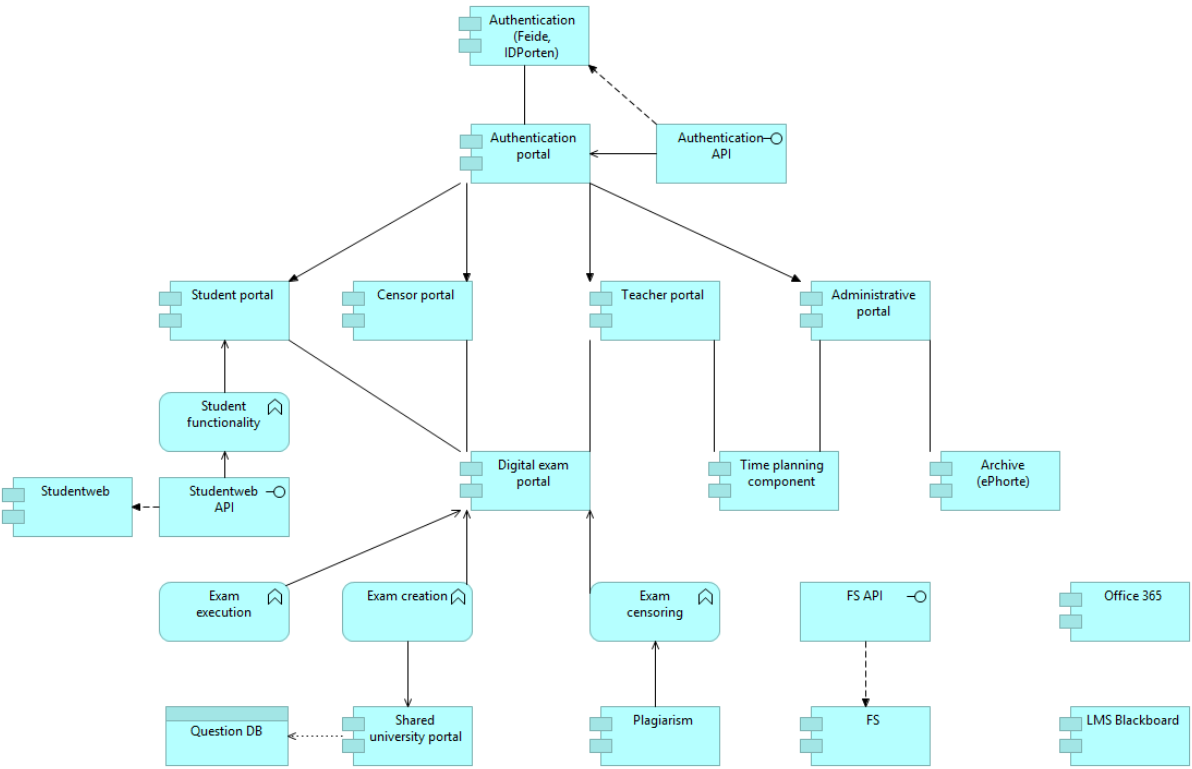 Authentication
(Feide,
IDPorten)
Authentication
portal
Authentication
API
Student portal
Censor portal
Teacher portal
Administrative
portal
Student
functionality
Digital exam
portal
Time planning
component
Archive
(ePhorte)
Studentweb
Studentweb
API
Exam
execution
Exam creation
Exam
censoring
FS API
Office 365
Question DB
Shared
university portal
Plagiarism
FS
LMS Blackboard